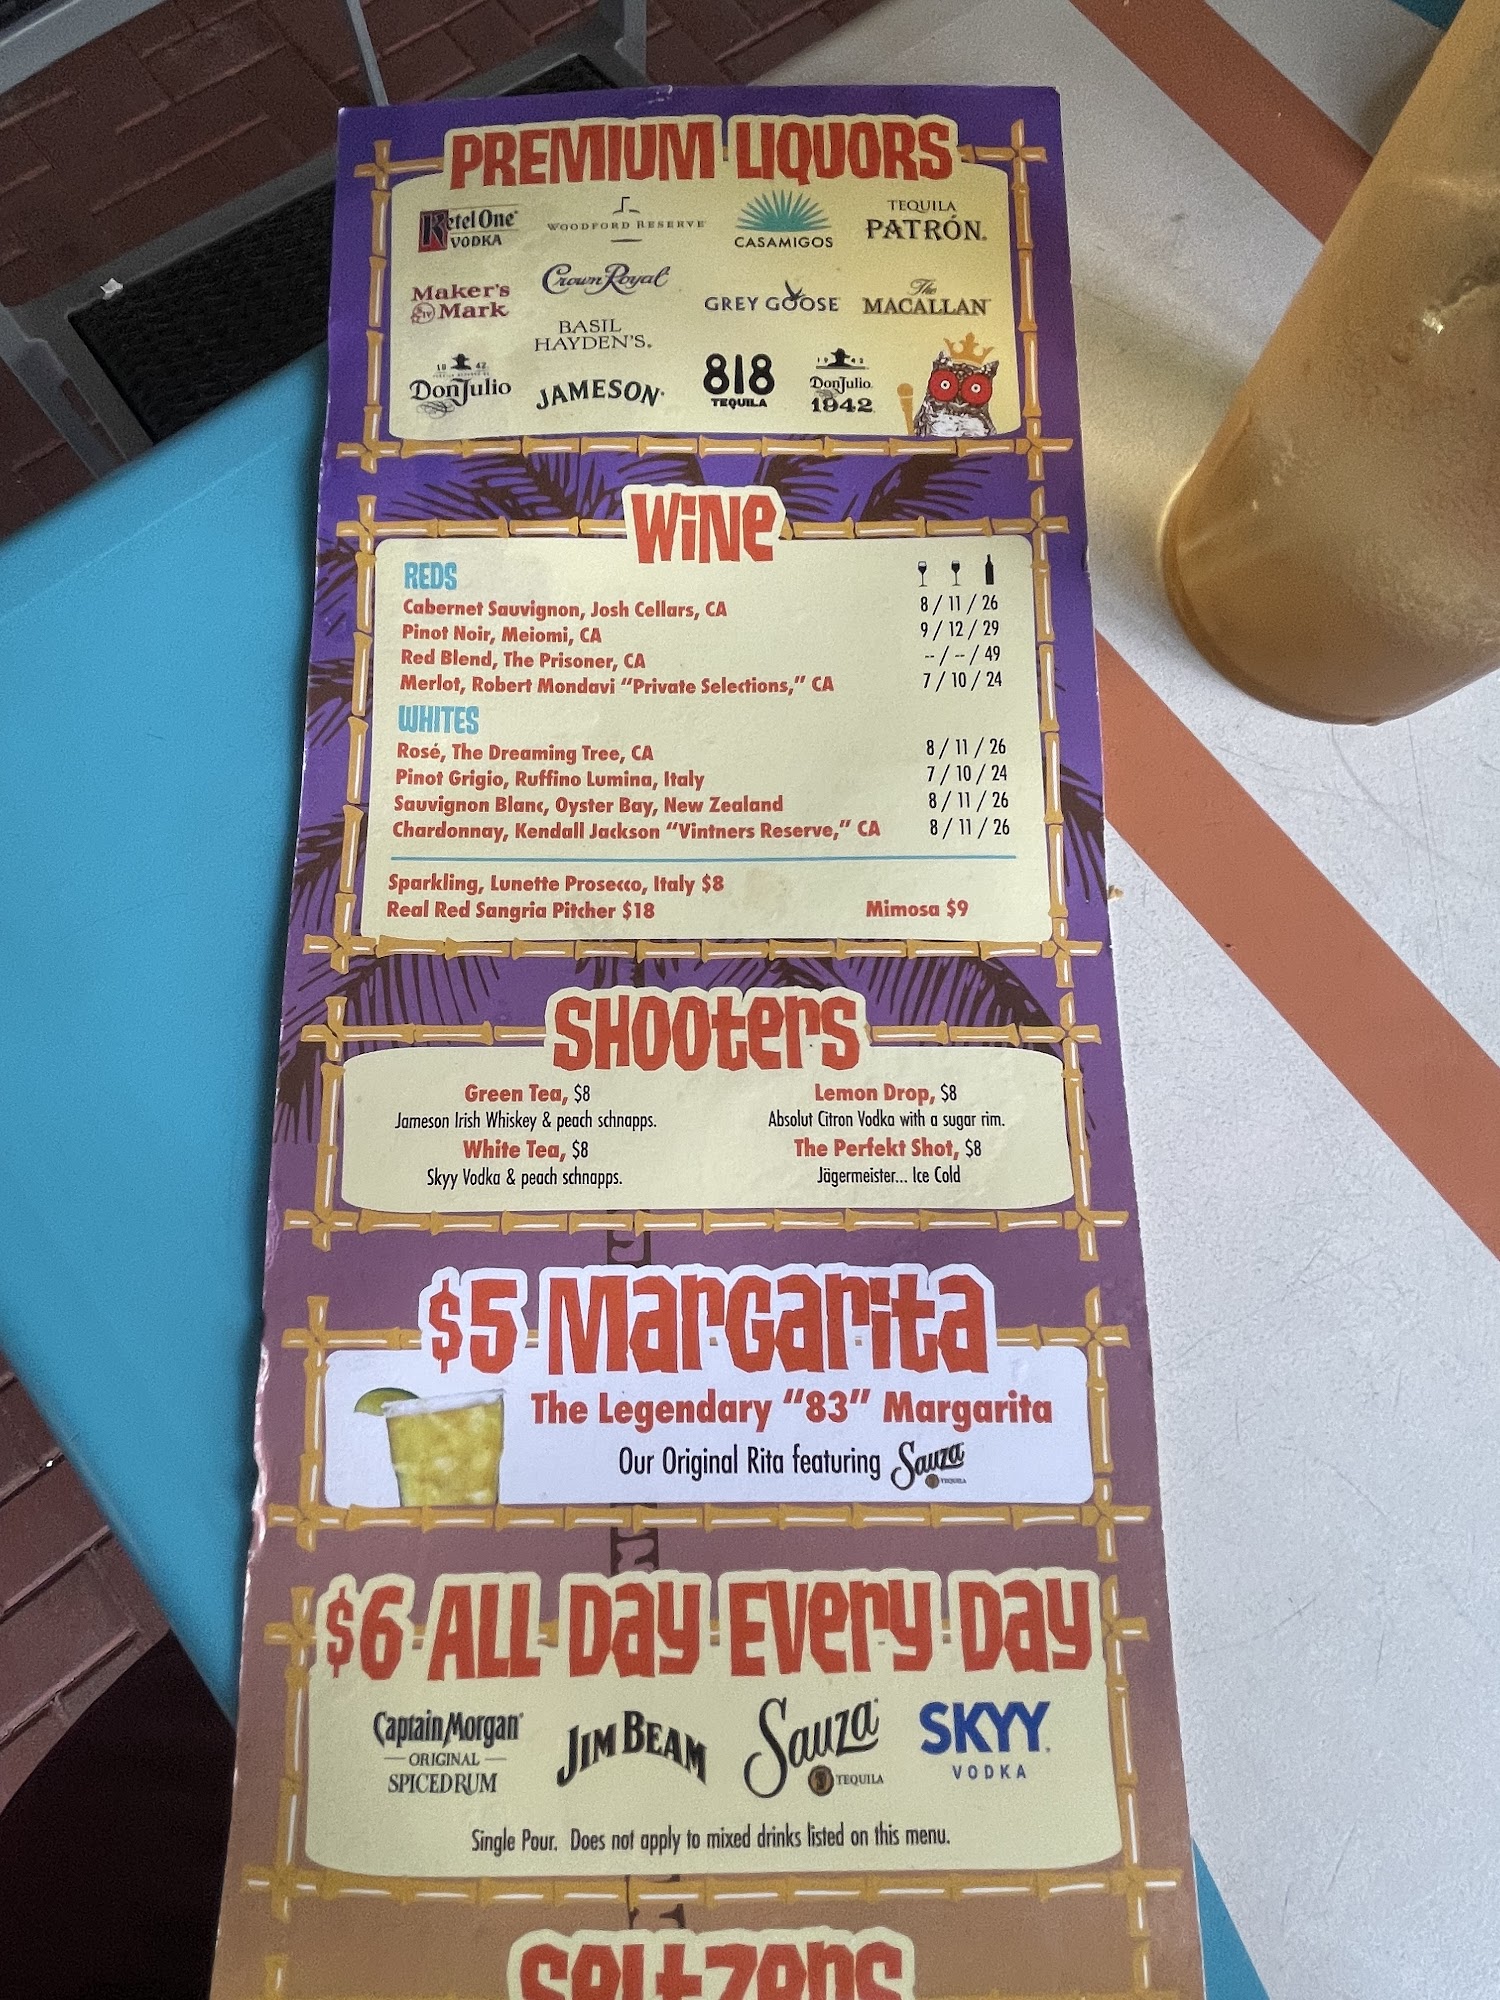 PREMIUM LIQUORS
Ketel One VODKA
WOODFORD RESERVE
CASAMIGOS
TEQUILA PATRÓN.
Maker's Mark
Crown Royal
GREY GOOSE
The MACALLAN
BASIL HAYDEN'S.
1942
Don Julio
JAMESON
818 TEQUILA
1942
Don Julio
1942
WiNe
REDS
Cabernet Sauvignon, Josh Cellars, CA 8 / 11 / 26
Pinot Noir, Meiomi, CA 9 / 12 / 29
Red Blend, The Prisoner, CA -- / -- / 49
Merlot, Robert Mondavi “Private Selections,” CA 7 / 10 / 24
WHITES
Rosé, The Dreaming Tree, CA 8 / 11 / 26
Pinot Grigio, Ruffino Lumina, Italy 7 / 10 / 24
Sauvignon Blanc, Oyster Bay, New Zealand 8 / 11 / 26
Chardonnay, Kendall Jackson “Vintners Reserve,” CA 8 / 11 / 26
Sparkling, Lunette Prosecco, Italy $8
Real Red Sangria Pitcher $18 Mimosa $9
SHOOters
Green Tea, $8
Jameson Irish Whiskey & peach schnapps.
White Tea, $8
Skyy Vodka & peach schnapps.
Lemon Drop, $8
Absolut Citron Vodka with a sugar rim.
The Perfekt Shot, $8
Jägermeister... Ice Cold
$5 Margarita
The Legendary “83” Margarita
Our Original Rita featuring Sauza TEQUILA
$6 ALL Day Every Day
Captain Morgan
ORIGINAL
SPICED RUM
JIM BEAM
Sauza
TEQUILA
SKYY
VODKA
Single Pour. Does not apply to mixed drinks listed on this menu.
Seltzers